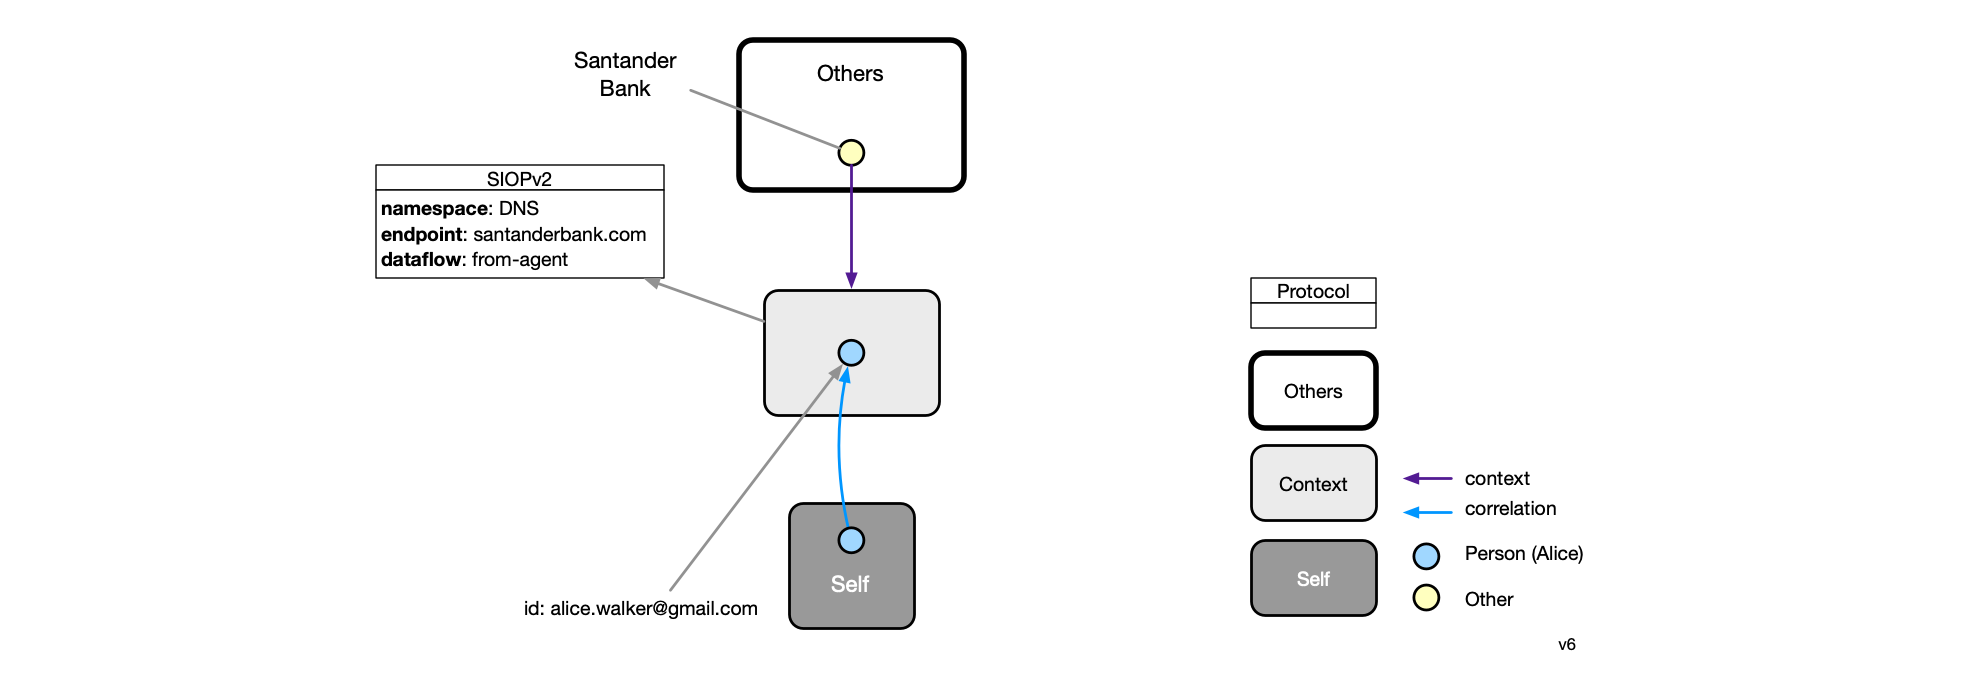 Santander
Bank
Others
SIOPv2
namespace: DNS
endpoint: santanderbank.com
dataflow: from-agent
Self
id: alice.walker@gmail.com
Protocol
Others
Context
context
correlation
Self
Person (Alice)
Other
v6